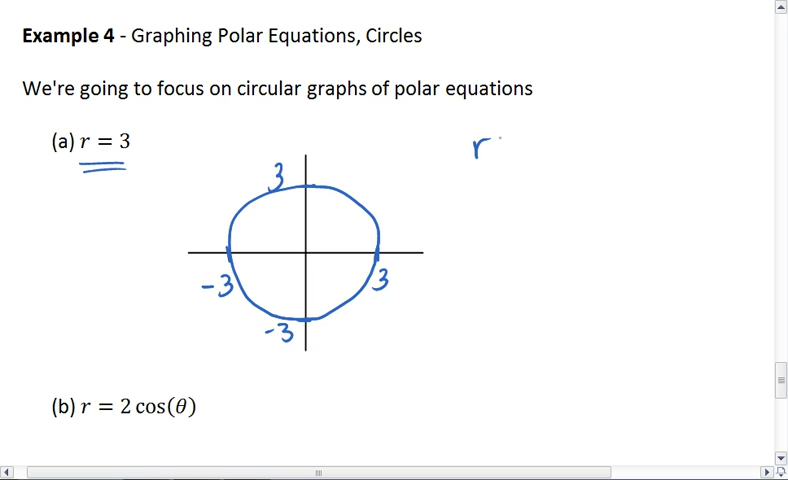 Example 4 - Graphing Polar Equations, Circles
We're going to focus on circular graphs of polar equations
(a) r = 3
r
3
-3
3
-3
(b) r = 2 cos(θ)